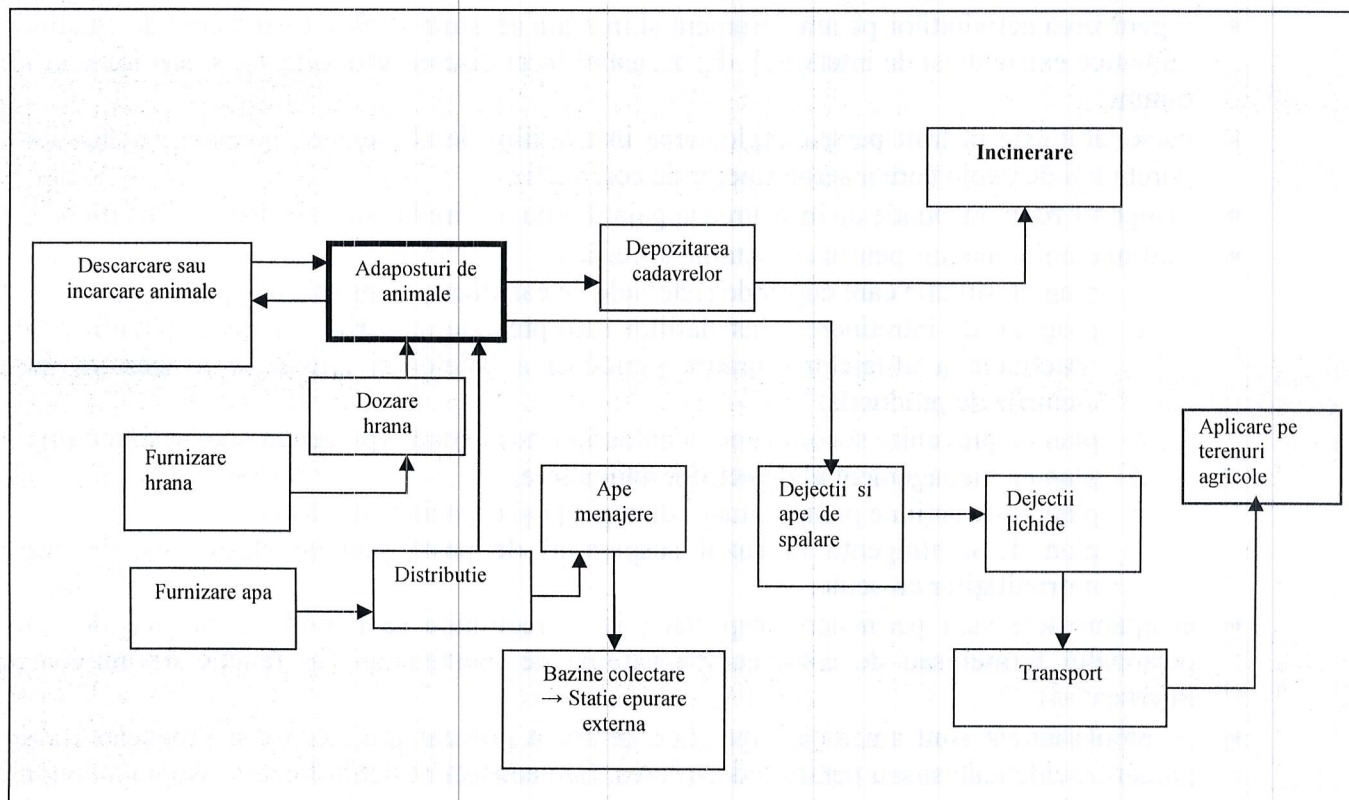 Incinerare
Descarcare sau
incarcare animale
Adaposturi de
animale
Depozitarea
cadavrelor
Dozare
hrana
Furnizare
hrana
Aplicare pe
terenuri
agricole
Ape
menajere
Dejectii si
ape de
spalare
Dejectii
lichide
Furnizare apa
Distributie
Bazine colectare
→ Statie epurare
externa
Transport